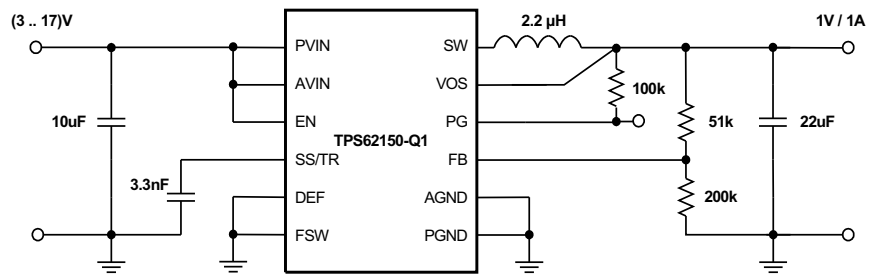 (3 .. 17)V
2.2 µH
1V / 1A
PVIN
SW
AVIN
VOS
100k
10uF
EN
PG
51k
22uF
TPS62150-Q1
SS/TR
FB
3.3nF
DEF
AGND
200k
FSW
PGND